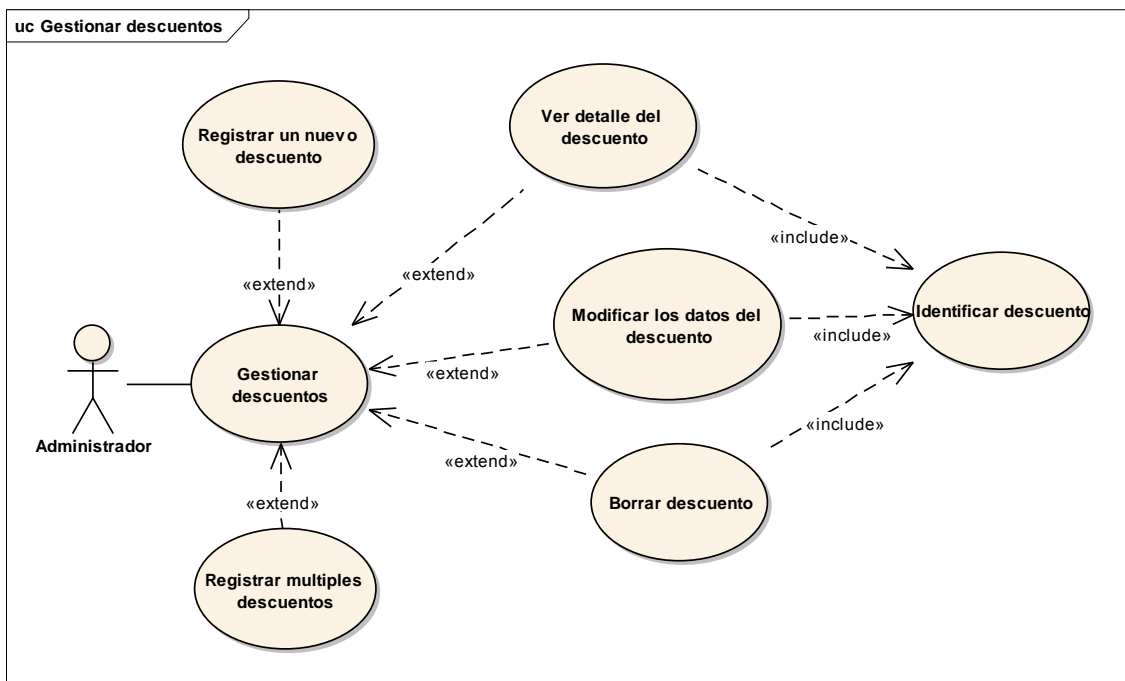 uc Gestionar descuentos
Registrar un nuevo
descuento
Ver detalle del
descuento
«extend»
«extend»
«include»
Modificar los datos del
descuento
Identificar descuento
«include»
«extend»
Gestionar
descuentos
Administrador
«include»
«extend»
Borrar descuento
«extend»
Registrar multiples
descuentos